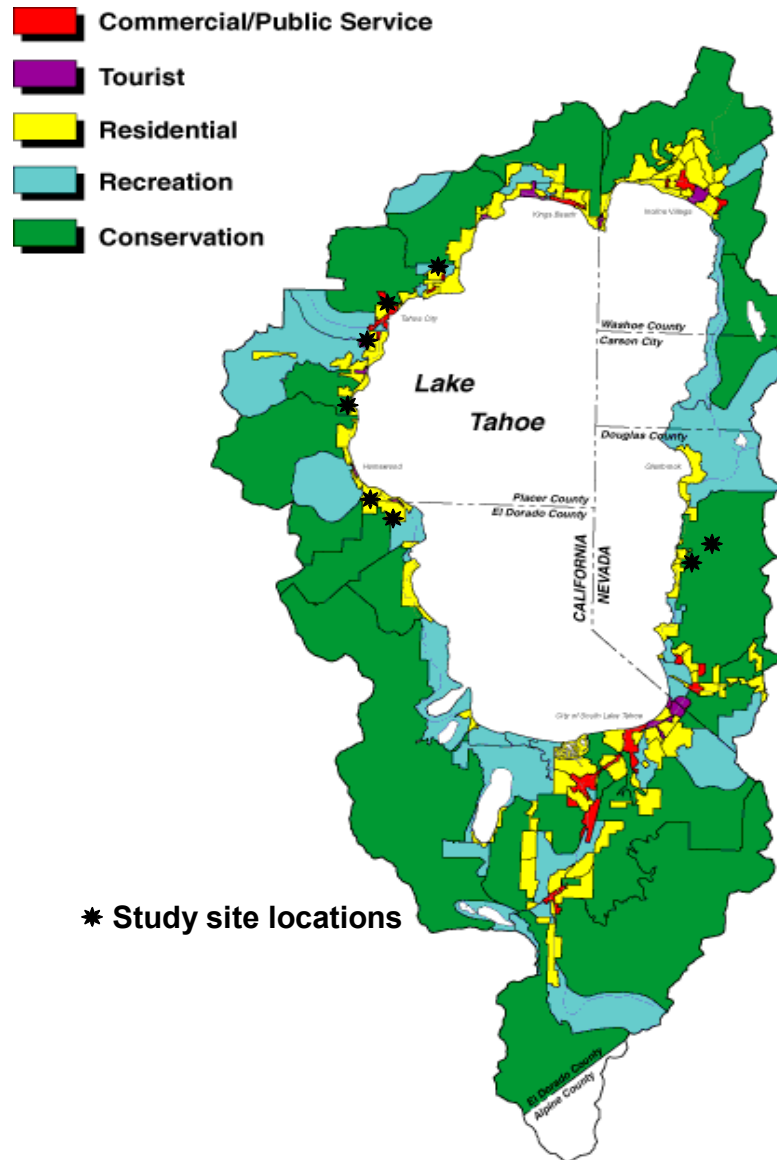 Commercial/Public Service
Tourist
Residential
Recreation
Conservation
Kings Beach
Incline Village
Tahoe City
Washoe County
Carson City
Lake
Tahoe
Douglas County
Glenbrook
Homewood
Placer County
El Dorado County
CALIFORNIA
NEVADA
City of South Lake Tahoe
Study site locations
El Dorado County
Alpine County